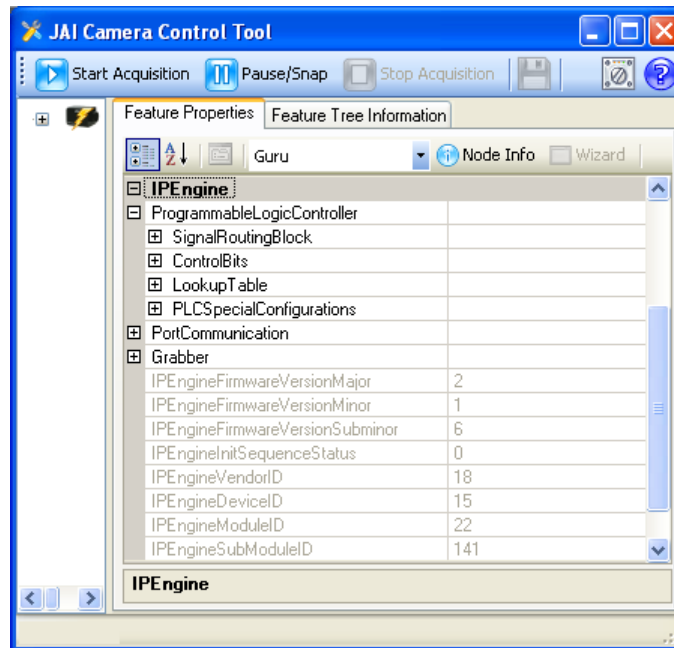 JAI Camera Control Tool
Start Acquisition Pause/Snap Stop Acquisition
Feature Properties Feature Tree Information
Guru Node Info Wizard
IPEngine
ProgrammableLogicController
SignalRoutingBlock
ControlBits
LookupTable
PLCSpecialConfigurations
PortCommunication
Grabber
IPEngineFirmwareVersionMajor 2
IPEngineFirmwareVersionMinor 1
IPEngineFirmwareVersionSubminor 6
IPEngineInitSequenceStatus 0
IPEngineVendorID 18
IPEngineDeviceID 15
IPEngineModuleID 22
IPEngineSubModuleID 141
IPEngine